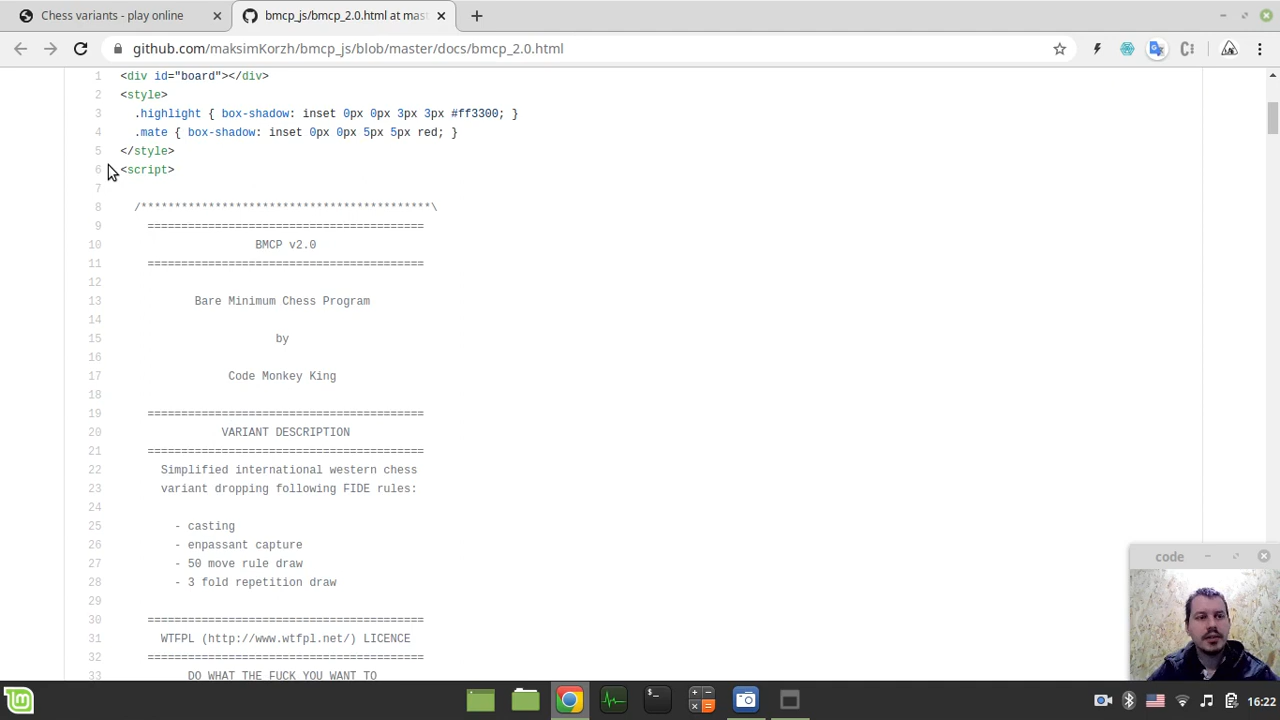 Chess variants - play online
bmcp_js/bmcp_2.0.html at mas
github.com/maksimKorzh/bmcp_js/blob/master/docs/bmcp_2.0.html
1 <div id="board"></div>
2 <style>
3 .highlight { box-shadow: inset 0px 0px 3px 3px #ff3300; }
4 .mate { box-shadow: inset 0px 0px 5px 5px red; }
5 </style>
6 <script>
7
8 /*******************************************\
9 =========================================
10 BMCP v2.0
11 =========================================
12
13 Bare Minimum Chess Program
14
15 by
16
17 Code Monkey King
18
19 =========================================
20 VARIANT DESCRIPTION
21 =========================================
22 Simplified international western chess
23 variant dropping following FIDE rules:
24
25 - casting
26 - enpassant capture
27 - 50 move rule draw
28 - 3 fold repetition draw
29
30 =========================================
31 WTFPL (http://www.wtfpl.net/) LICENCE
32 =========================================
33 DO WHAT THE FUCK YOU WANT TO
code
16:22